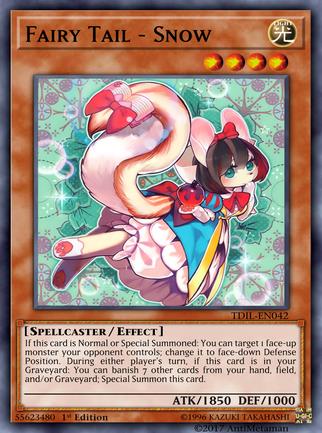 FAIRY TAIL - SNOW
LIGHT
光
TDIL-EN042
[SPELLCASTER / EFFECT]
If this card is Normal or Special Summoned: You can target 1 face-up
monster your opponent controls; change it to face-down Defense
Position. During either player's turn, if this card is in your
Graveyard: You can banish 7 other cards from your hand, field,
and/or Graveyard; Special Summon this card.
ATK/1850 DEF/1000
55623480 1st Edition ©1996 KAZUKI TAKAHASHI
©2017 AntiMetaman